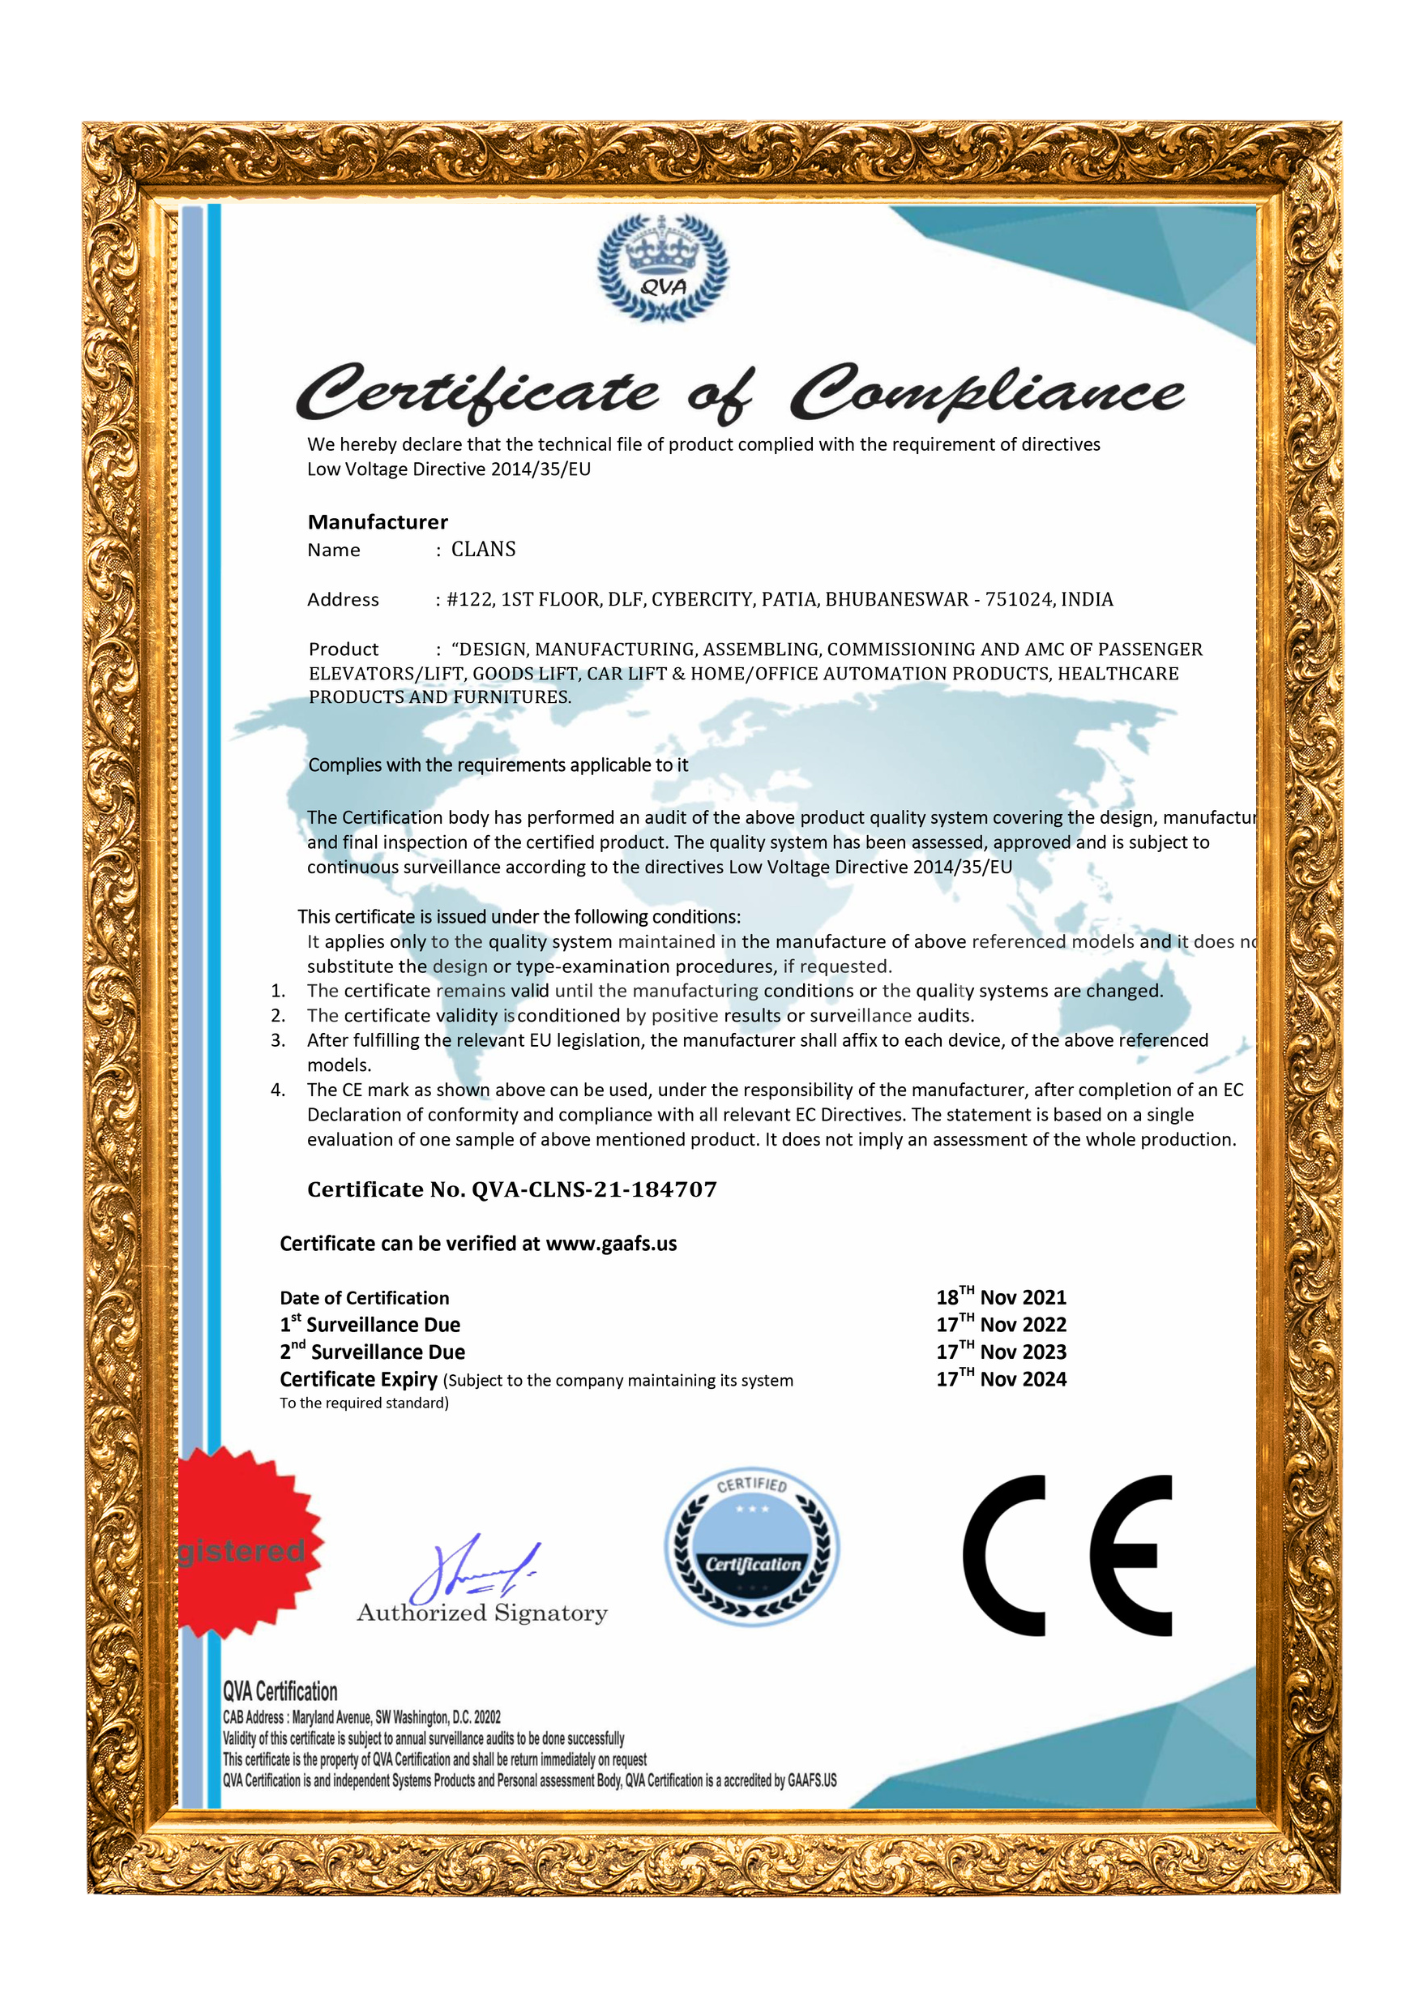 QVA
Certificate of Compliance
We hereby declare that the technical file of product complied with the requirement of directives
Low Voltage Directive 2014/35/EU
Manufacturer
Name : CLANS
Address : #122, 1ST FLOOR, DLF, CYBERCITY, PATIA, BHUBANESWAR - 751024, INDIA
Product : “DESIGN, MANUFACTURING, ASSEMBLING, COMMISSIONING AND AMC OF PASSENGER
ELEVATORS/LIFT, GOODS LIFT, CAR LIFT & HOME/OFFICE AUTOMATION PRODUCTS, HEALTHCARE
PRODUCTS AND FURNITURES.
Complies with the requirements applicable to it
The Certification body has performed an audit of the above product quality system covering the design, manufactur
and final inspection of the certified product. The quality system has been assessed, approved and is subject to
continuous surveillance according to the directives Low Voltage Directive 2014/35/EU
This certificate is issued under the following conditions:
It applies only to the quality system maintained in the manufacture of above referenced models and it does no
substitute the design or type-examination procedures, if requested.
1. The certificate remains valid until the manufacturing conditions or the quality systems are changed.
2. The certificate validity is conditioned by positive results or surveillance audits.
3. After fulfilling the relevant EU legislation, the manufacturer shall affix to each device, of the above referenced
models.
4. The CE mark as shown above can be used, under the responsibility of the manufacturer, after completion of an EC
Declaration of conformity and compliance with all relevant EC Directives. The statement is based on a single
evaluation of one sample of above mentioned product. It does not imply an assessment of the whole production.
Certificate No. QVA-CLNS-21-184707
Certificate can be verified at www.gaafs.us
Date of Certification 18TH Nov 2021
1st Surveillance Due 17TH Nov 2022
2nd Surveillance Due 17TH Nov 2023
Certificate Expiry (Subject to the company maintaining its system 17TH Nov 2024
To the required standard)
gistered
Authorized Signatory
CERTIFIED
Certification
CE
QVA Certification
CAB Address : Maryland Avenue, SW Washington, D.C. 20202
Validity of this certificate is subject to annual surveillance audits to be done successfully
This certificate is the property of QVA Certification and shall be return immediately on request
QVA Certification is and independent Systems Products and Personal assessment Body, QVA Certification is a accredited by GAAFS.US